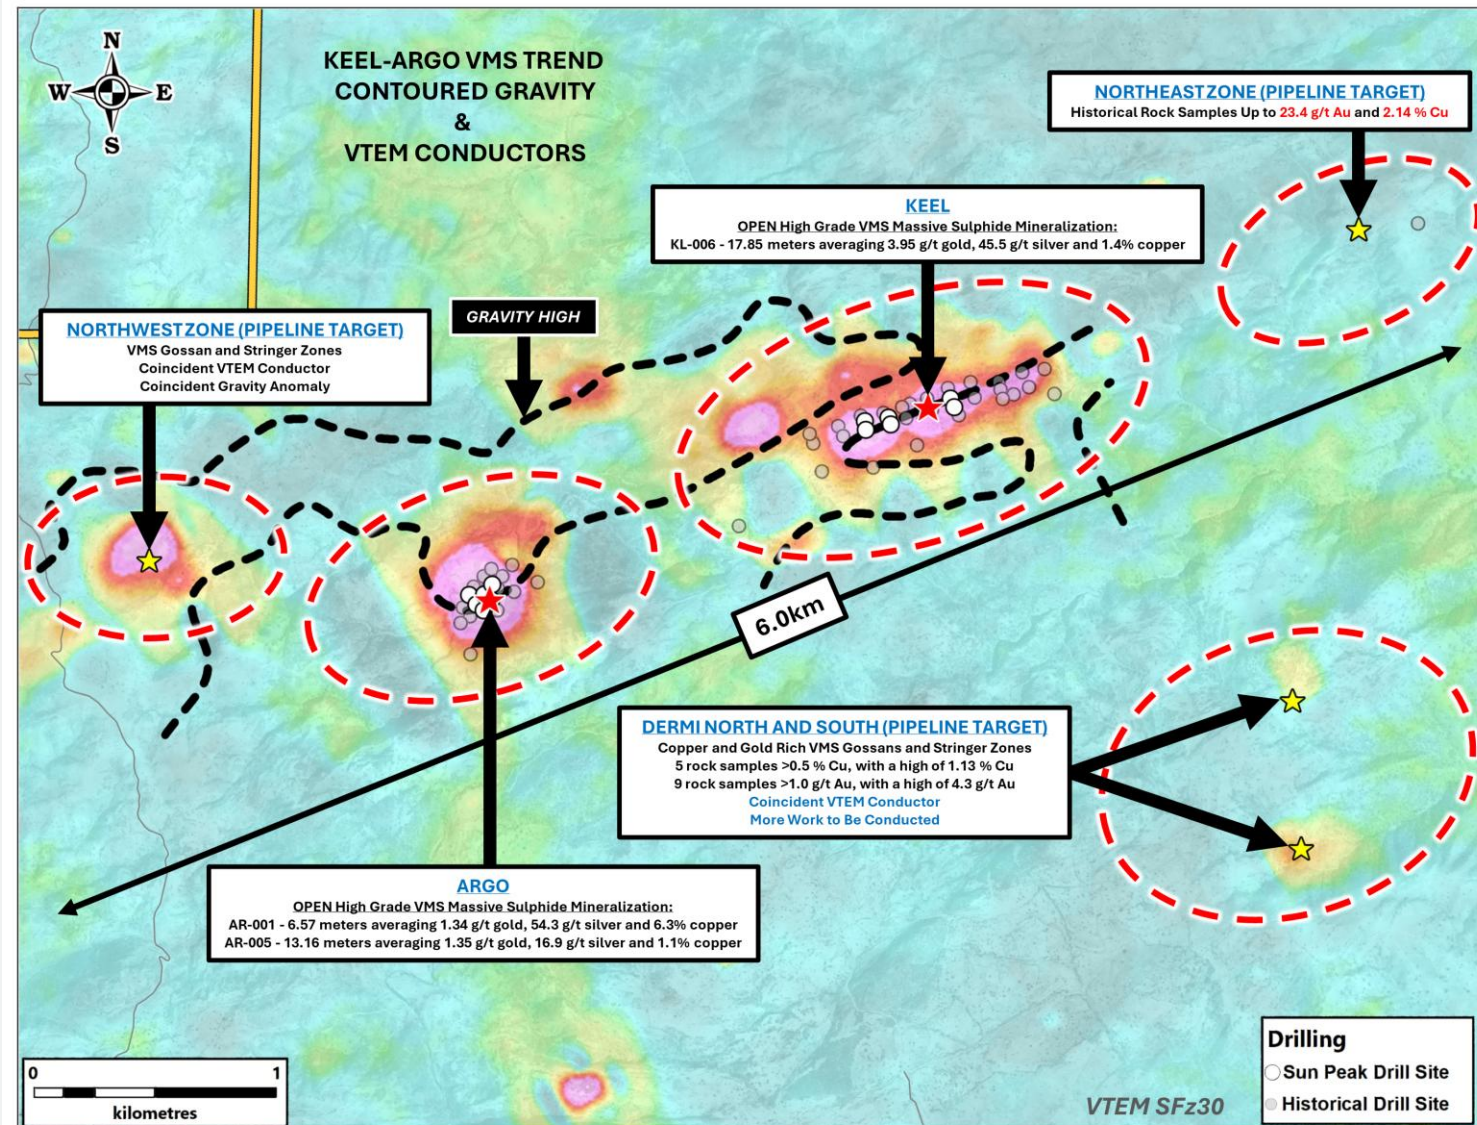 N
W E
S
KEEL-ARGO VMS TREND
CONTOURED GRAVITY
&
VTEM CONDUCTORS
NORTHEAST ZONE (PIPELINE TARGET)
Historical Rock Samples Up to 23.4 g/t Au and 2.14 % Cu
KEEL
OPEN High Grade VMS Massive Sulphide Mineralization:
KL-006 - 17.85 meters averaging 3.95 g/t gold, 45.5 g/t silver and 1.4% copper
GRAVITY HIGH
NORTHWEST ZONE (PIPELINE TARGET)
VMS Gossan and Stringer Zones
Coincident VTEM Conductor
Coincident Gravity Anomaly
6.0km
DERMI NORTH AND SOUTH (PIPELINE TARGET)
Copper and Gold Rich VMS Gossans and Stringer Zones
5 rock samples >0.5 % Cu, with a high of 1.13 % Cu
9 rock samples >1.0 g/t Au, with a high of 4.3 g/t Au
Coincident VTEM Conductor
More Work to Be Conducted
ARGO
OPEN High Grade VMS Massive Sulphide Mineralization:
AR-001 - 6.57 meters averaging 1.34 g/t gold, 54.3 g/t silver and 6.3% copper
AR-005 - 13.16 meters averaging 1.35 g/t gold, 16.9 g/t silver and 1.1% copper
0 1
kilometres
VTEM SFz30
Drilling
Sun Peak Drill Site
Historical Drill Site